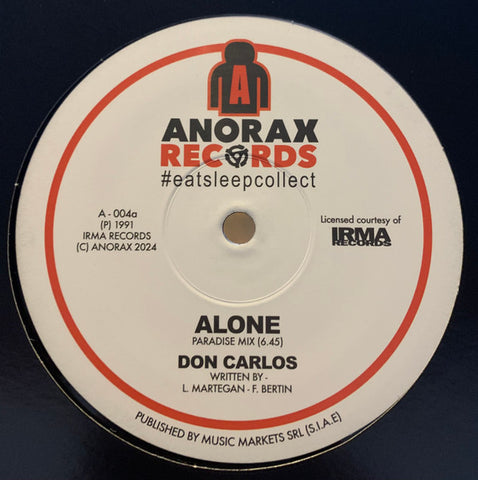 A
ANORAX
RECORDS
#eatsleepcollect
A - 004a
(P) 1991
IRMA RECORDS
(C) ANORAX 2024
Licensed courtesy of
IRMA
RECORDS
ALONE
PARADISE MIX (6.45)
DON CARLOS
WRITTEN BY -
L. MARTEGAN - F. BERTIN
PUBLISHED BY MUSIC MARKETS SRL (S.I.A.E)